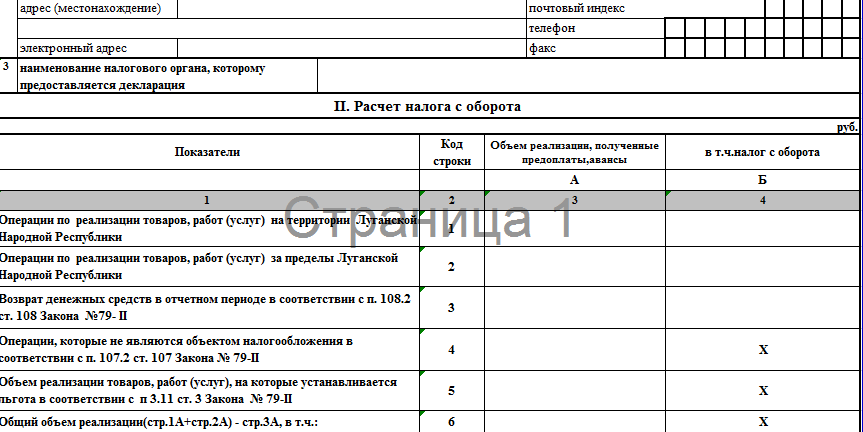 адрес (местонахождение) почтовый индекс
телефон
электронный адрес факс
3 наименование налогового органа, которому
предоставляется декларация
II. Расчет налога с оборота
руб.
Показатели Код строки Объем реализации, полученные предоплаты,авансы в т.ч.налог с оборота
А Б
1 2 3 4
Страница 1
Операции по реализации товаров, работ (услуг) на территории Луганской
Народной Республики 1
Операции по реализации товаров, работ (услуг) за пределы Луганской
Народной Республики 2
Возврат денежных средств в отчетном периоде в соответствии с п. 108.2
ст. 108 Закона №79- II 3
Операции, которые не являются объектом налогообложения в
соответствии с п. 107.2 ст. 107 Закона № 79-II 4 Х
Объем реализации товаров, работ (услуг), на которые устанавливается
льгота в соответствии с п 3.11 ст. 3 Закона № 79-II 5 Х
Общий объем реализации(стр.1А+стр.2А) - стр.3А, в т.ч.: 6 Х